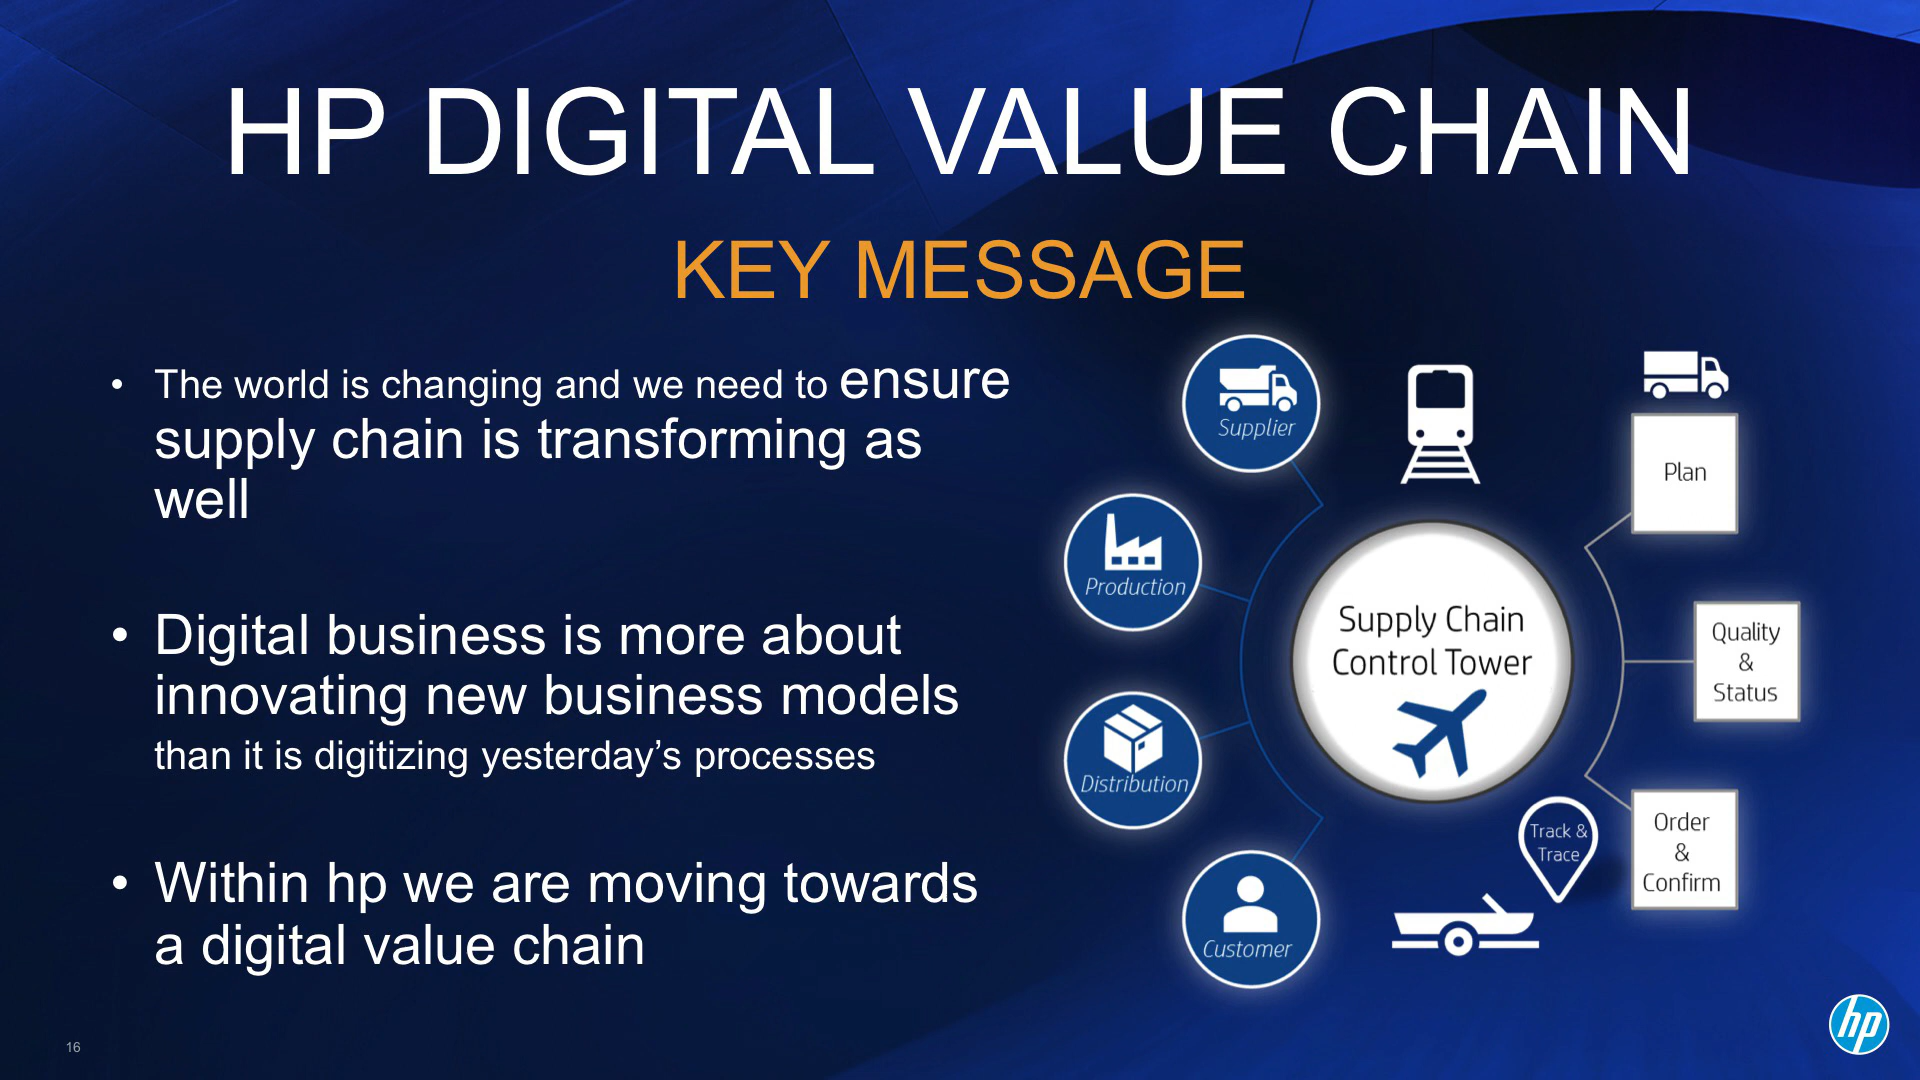 HP DIGITAL VALUE CHAIN
KEY MESSAGE
• The world is changing and we need to ensure
supply chain is transforming as
well
• Digital business is more about
innovating new business models
than it is digitizing yesterday’s processes
• Within hp we are moving towards
a digital value chain
Supplier
Production
Distribution
Customer
Supply Chain
Control Tower
Track &
Trace
Plan
Quality
&
Status
Order
&
Confirm
16
hp